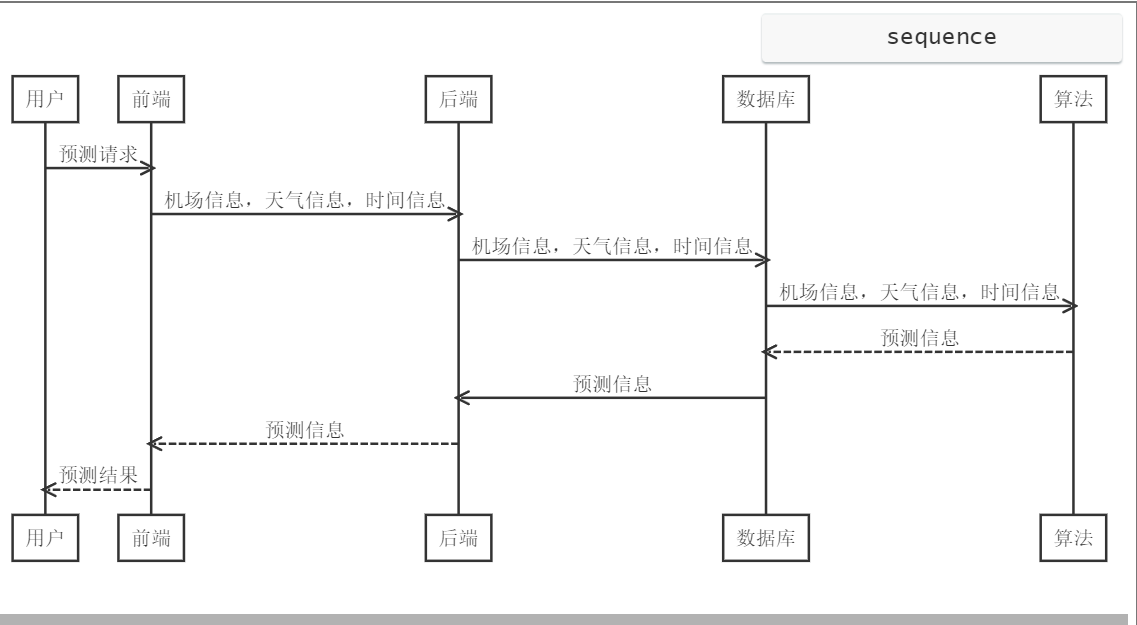 sequence
用户
前端
后端
数据库
算法
预测请求
机场信息，天气信息，时间信息
机场信息，天气信息，时间信息
机场信息，天气信息，时间信息
预测信息
预测信息
预测信息
预测结果
用户
前端
后端
数据库
算法